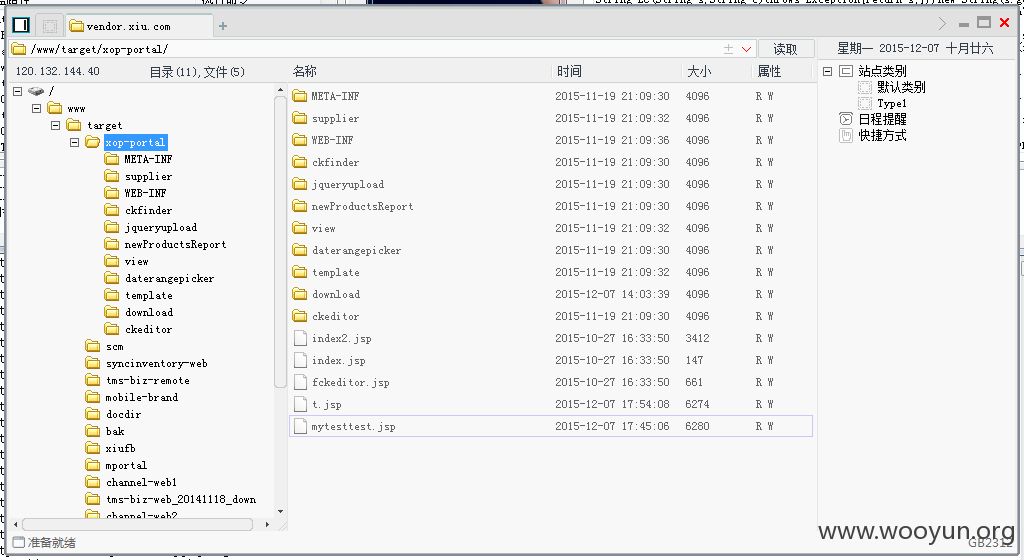 String EC(String s,String c)throws Exception{return s;}//new String(s.g
vendor.xiu.com
/www/target/xop-portal/
读取
星期一 2015-12-07 十月廿六
120.132.144.40
目录(11),文件(5)
名称 时间 大小 属性
/
www
target
xop-portal
META-INF
supplier
WEB-INF
ckfinder
jqueryupload
newProductsReport
view
daterangepicker
template
download
ckeditor
scm
syncinventory-web
tms-biz-remote
mobile-brand
docdir
bak
xiufb
mportal
channel-web1
tms-biz-web_20141118_down
channel-web2
META-INF 2015-11-19 21:09:30 4096 R W
supplier 2015-11-19 21:09:32 4096 R W
WEB-INF 2015-11-19 21:09:36 4096 R W
ckfinder 2015-11-19 21:09:30 4096 R W
jqueryupload 2015-11-19 21:09:30 4096 R W
newProductsReport 2015-11-19 21:09:30 4096 R W
view 2015-11-19 21:09:32 4096 R W
daterangepicker 2015-11-19 21:09:30 4096 R W
template 2015-11-19 21:09:32 4096 R W
download 2015-12-07 14:03:39 4096 R W
ckeditor 2015-11-19 21:09:30 4096 R W
index2.jsp 2015-10-27 16:33:50 3412 R W
index.jsp 2015-10-27 16:33:50 147 R W
fckeditor.jsp 2015-10-27 16:33:50 661 R W
t.jsp 2015-12-07 17:54:08 6274 R W
mytesttest.jsp 2015-12-07 17:45:06 6280 R W
站点类别
默认类别
Type1
日程提醒
快捷方式
准备就绪
GB2312
www.wooyun.org